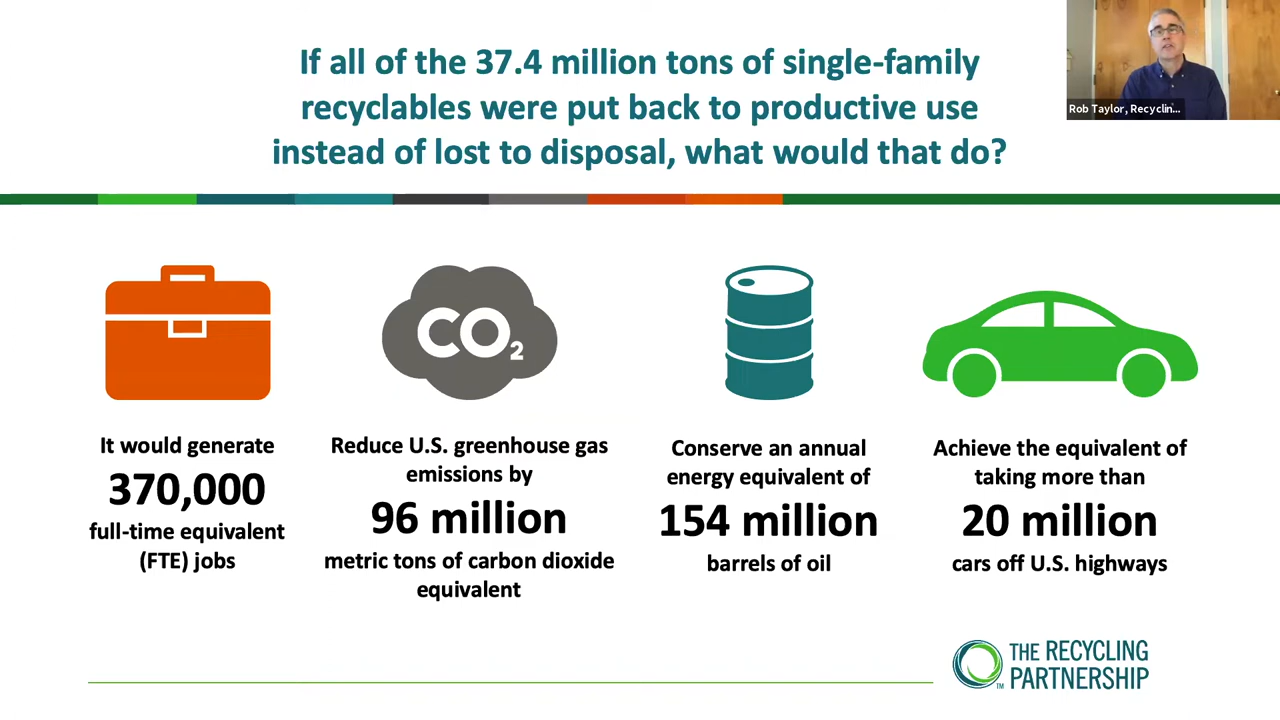 If all of the 37.4 million tons of single-family
recyclables were put back to productive use
instead of lost to disposal, what would that do?
Rob Taylor, Recyclin...
CO2
It would generate
370,000
full-time equivalent
(FTE) jobs
Reduce U.S. greenhouse gas
emissions by
96 million
metric tons of carbon dioxide
equivalent
Conserve an annual
energy equivalent of
154 million
barrels of oil
Achieve the equivalent of
taking more than
20 million
cars off U.S. highways
THE RECYCLING
PARTNERSHIP
TM